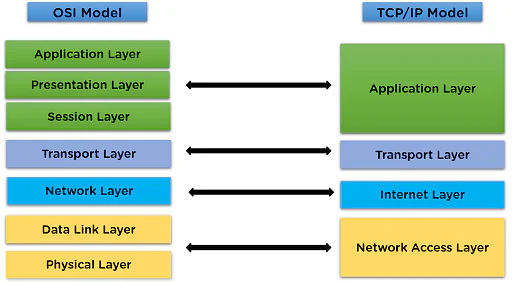 OSI Model
TCP/IP Model
Application Layer
Presentation Layer
Session Layer
Application Layer
Transport Layer
Transport Layer
Network Layer
Internet Layer
Data Link Layer
Physical Layer
Network Access Layer